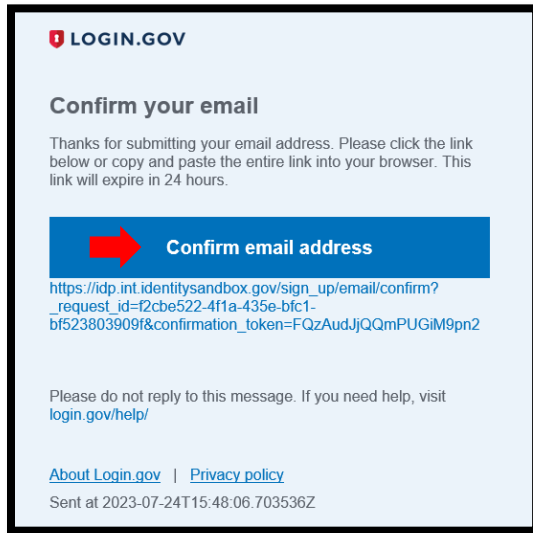 LOGIN.GOV
Confirm your email
Thanks for submitting your email address. Please click the link
below or copy and paste the entire link into your browser. This
link will expire in 24 hours.
Confirm email address
https://idp.int.identitysandbox.gov/sign_up/email/confirm?
_request_id=f2cbe522-4f1a-435e-bfc1-
bf523803909f&confirmation_token=FQzAudJjQQmPUGiM9pn2
Please do not reply to this message. If you need help, visit
login.gov/help/
About Login.gov | Privacy policy
Sent at 2023-07-24T15:48:06.703536Z